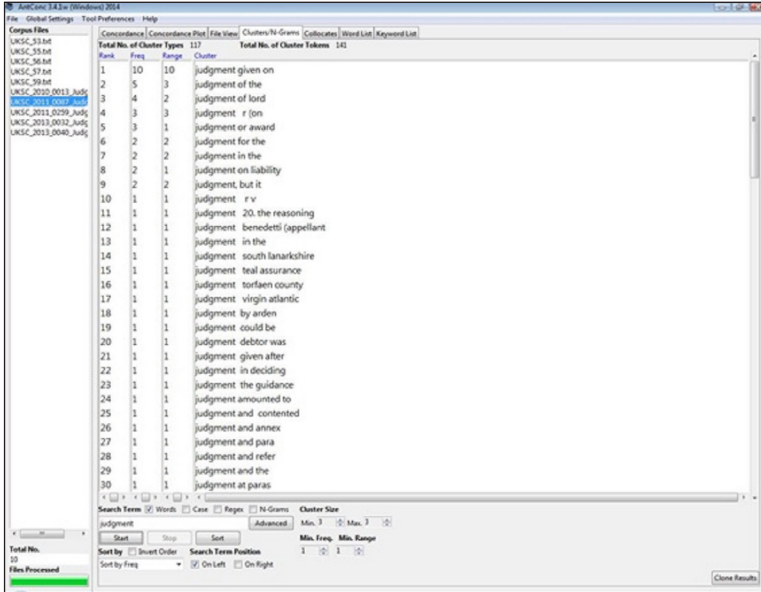 AntConc 3.4.1w (Windows) 2014
File Global Settings Tool Preferences Help
Corpus Files
UKSC_53.txt
UKSC_55.txt
UKSC_56.txt
UKSC_57.txt
UKSC_59.txt
UKSC_2010_0013_Judg
UKSC_2011_0087_Judg
UKSC_2011_0259_Judg
UKSC_2013_0032_Judg
UKSC_2013_0040_Judg
Concordance Concordance Plot File View Clusters/N-Grams Collocates Word List Keyword List
Total No. of Cluster Types 117 Total No. of Cluster Tokens 141
Rank Freq Range Cluster
1 10 10 judgment given on
2 5 3 judgment of the
3 4 2 judgment of lord
4 3 3 judgment r (on
5 3 1 judgment or award
6 2 2 judgment for the
7 2 2 judgment in the
8 2 1 judgment on liability
9 2 2 judgment, but it
10 1 1 judgment r v
11 1 1 judgment 20. the reasoning
12 1 1 judgment benedetti (appellant
13 1 1 judgment in the
14 1 1 judgment south lanarkshire
15 1 1 judgment teal assurance
16 1 1 judgment torfaen county
17 1 1 judgment virgin atlantic
18 1 1 judgment by arden
19 1 1 judgment could be
20 1 1 judgment debtor was
21 1 1 judgment given after
22 1 1 judgment in deciding
23 1 1 judgment the guidance
24 1 1 judgment amounted to
25 1 1 judgment and contented
26 1 1 judgment and annex
27 1 1 judgment and para
28 1 1 judgment and refer
29 1 1 judgment and the
30 1 1 judgment at paras
Search Term Words Case Regex N-Grams Cluster Size
judgment Advanced Min. 3 Max. 3
Start Stop Sort Min. Freq. Min. Range
Sort by Invert Order Search Term Position 1 1
Sort by Freq On Left On Right
Total No.
10
Files Processed
Clone Results